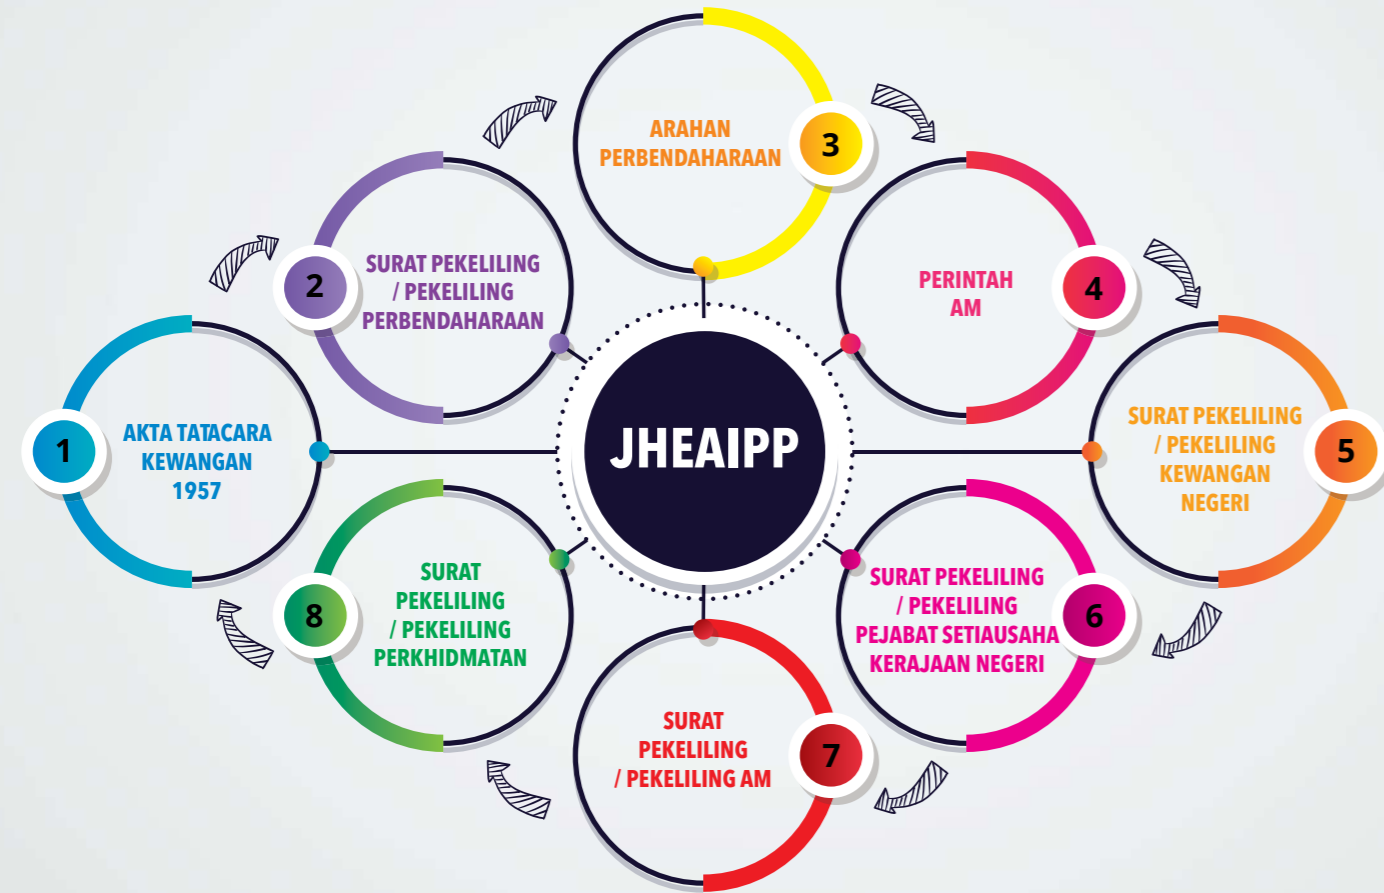 1
AKTA TATACARA
KEWANGAN
1957
2
SURAT PEKELILING
/ PEKELILING
PERBENDAHARAAN
3
ARAHAN
PERBENDAHARAAN
4
PERINTAH
AM
5
SURAT PEKELILING
/ PEKELILING
KEWANGAN
NEGERI
6
SURAT PEKELILING
/ PEKELILING
PEJABAT SETIAUSAHA
KERAJAAN NEGERI
7
SURAT
PEKELILING
/ PEKELILING AM
8
SURAT
PEKELILING
/ PEKELILING
PERKHIDMATAN
JHEAIPP